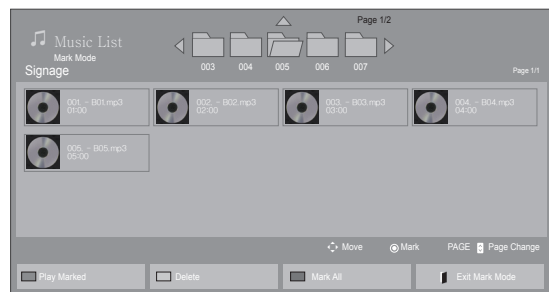 Page 1/2
Music List
Mark Mode
Signage
003 004 005 006 007
Page 1/1
001. - B01.mp3
01:00
002. - B02.mp3
02:00
003. - B03.mp3
03:00
004. - B04.mp3
04:00
005. - B05.mp3
05:00
Move Mark PAGE Page Change
Play Marked Delete Mark All Exit Mark Mode